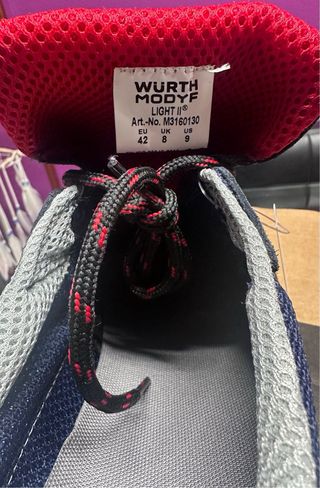 WÜRTH
MODYF
LIGHT II®
Art.-No. M3160130
EU UK US
42 8 9